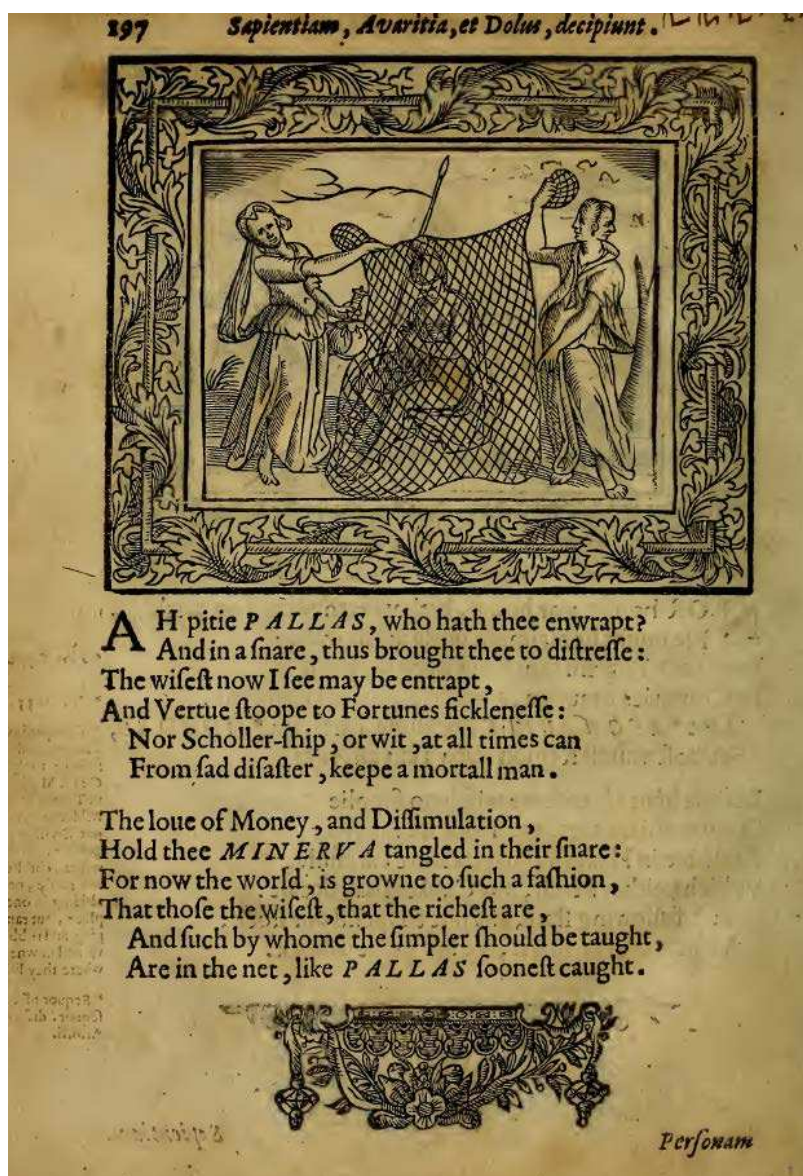 197 Sapientiam, Avaritia, et Dolus, decipiunt.
AH pitie PALLAS, who hath thee enwrapt?
And in a ſnare, thus brought thee to diſtreſſe:
The wiſeſt now I ſee may be entrapt,
And Vertue ſtoope to Fortunes fickleneſſe:
Nor Scholler-ſhip, or wit, at all times can
From ſad diſaſter, keepe a mortall man.
The loue of Money, and Diſſimulation,
Hold thee MINERVA tangled in their ſnare:
For now the world, is growne to ſuch a faſhion,
That thoſe the wiſeſt, that the richeſt are,
And ſuch by whome the ſimpler ſhould be taught,
Are in the net, like PALLAS ſooneſt caught.
Perſonam